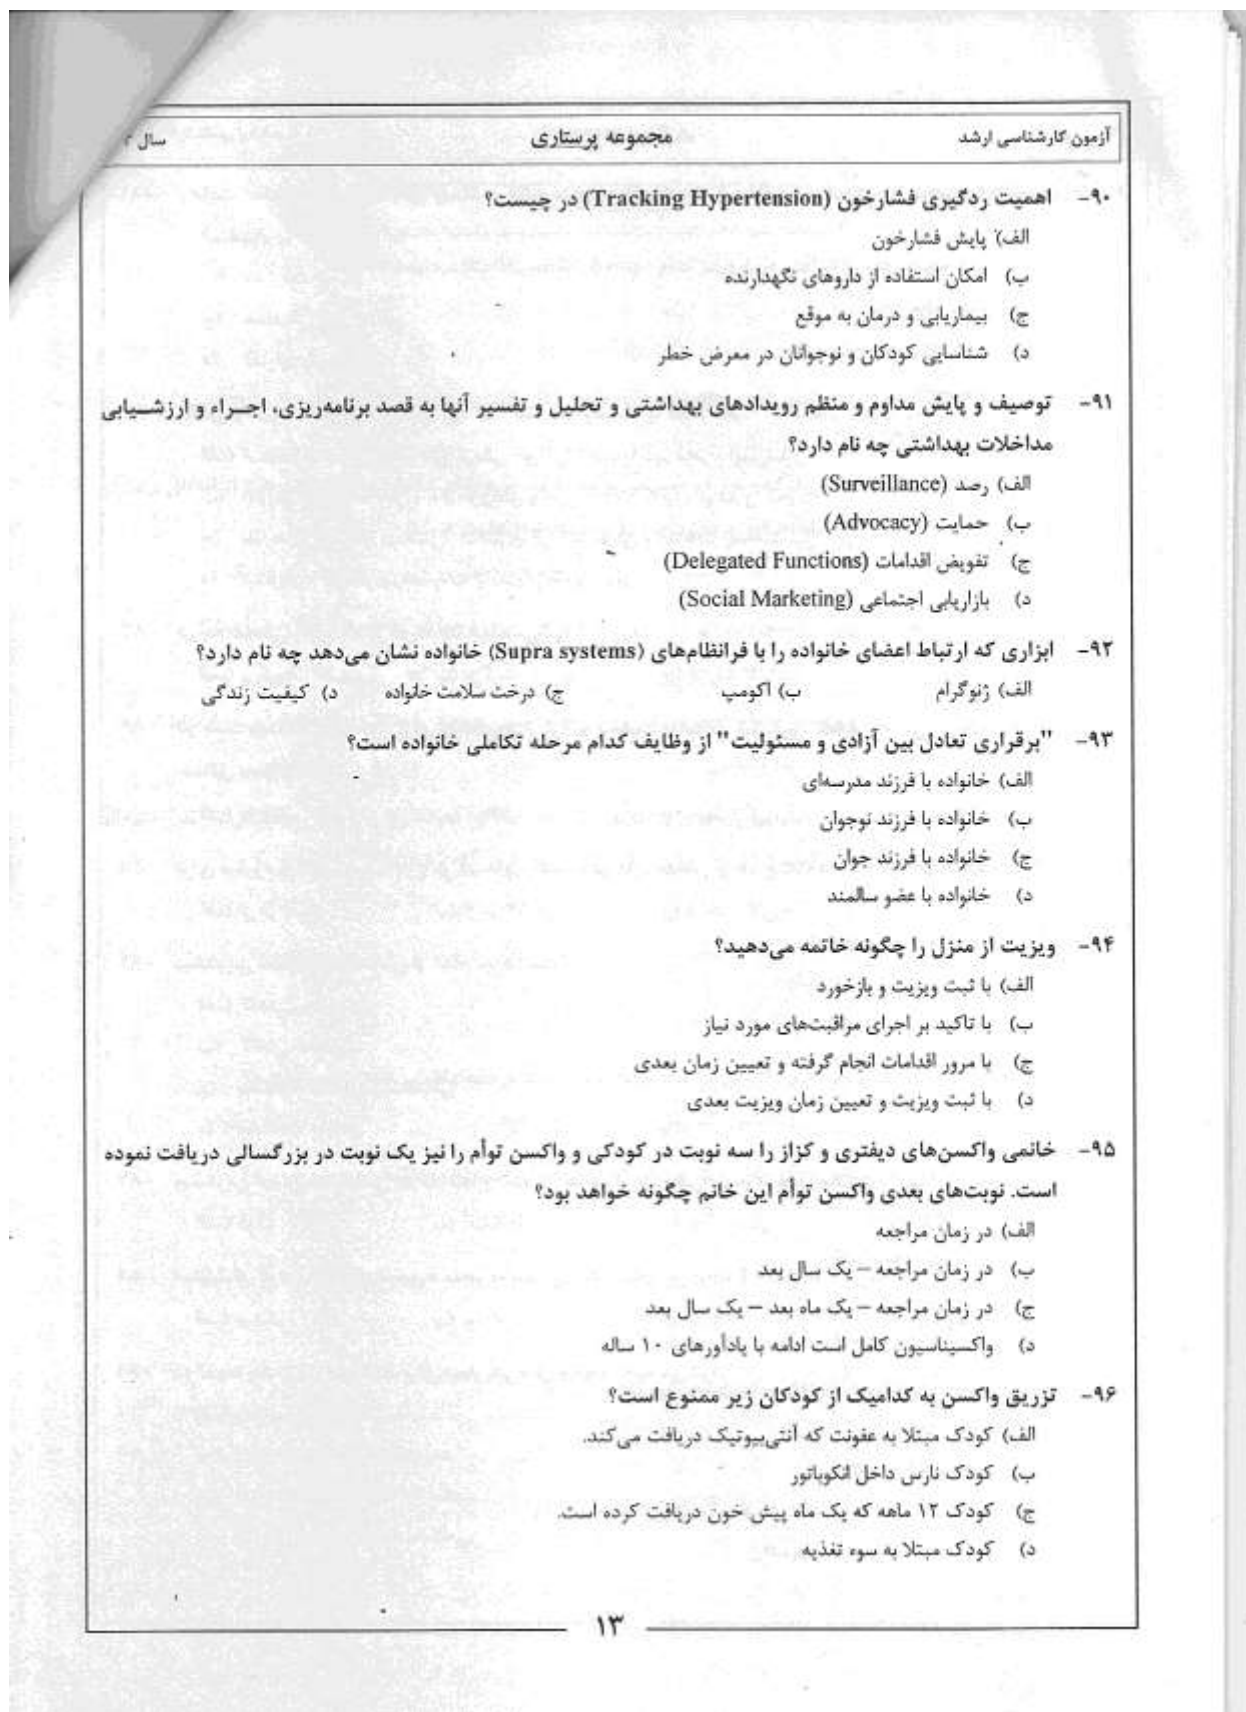 آزمون کارشناسی ارشد مجموعه پرستاری سال
۹۰- اهمیت ردگیری فشارخون (Tracking Hypertension) در چیست؟
الف) پایش فشارخون
ب) امکان استفاده از داروهای نگهدارنده
ج) بیماریابی و درمان به موقع
د) شناسایی کودکان و نوجوانان در معرض خطر
۹۱- توصیف و پایش مداوم و منظم رویدادهای بهداشتی و تحلیل و تفسیر آنها به قصد برنامه‌ریزی، اجراء و ارزشیابی
مداخلات بهداشتی چه نام دارد؟
الف) رصد (Surveillance)
ب) حمایت (Advocacy)
ج) تفویض اقدامات (Delegated Functions)
د) بازاریابی اجتماعی (Social Marketing)
۹۲- ابزاری که ارتباط اعضای خانواده را با فرانظام‌های (Supra systems) خانواده نشان می‌دهد چه نام دارد؟
الف) ژنوگرام ب) اکومپ ج) درخت سلامت خانواده د) کیفیت زندگی
۹۳- "برقراری تعادل بین آزادی و مسئولیت" از وظایف کدام مرحله تکاملی خانواده است؟
الف) خانواده با فرزند مدرسه‌ای
ب) خانواده با فرزند نوجوان
ج) خانواده با فرزند جوان
د) خانواده با عضو سالمند
۹۴- ویزیت از منزل را چگونه خاتمه می‌دهید؟
الف) با ثبت ویزیت و بازخورد
ب) با تاکید بر اجرای مراقبت‌های مورد نیاز
ج) با مرور اقدامات انجام گرفته و تعیین زمان بعدی
د) با ثبت ویزیت و تعیین زمان ویزیت بعدی
۹۵- خانمی واکسن‌های دیفتری و کزاز را سه نوبت در کودکی و واکسن توأم را نیز یک نوبت در بزرگسالی دریافت نموده
است. نوبت‌های بعدی واکسن توأم این خانم چگونه خواهد بود؟
الف) در زمان مراجعه
ب) در زمان مراجعه – یک سال بعد
ج) در زمان مراجعه – یک ماه بعد – یک سال بعد
د) واکسیناسیون کامل است ادامه با یادآورهای ۱۰ ساله
۹۶- تزریق واکسن به کدامیک از کودکان زیر ممنوع است؟
الف) کودک مبتلا به عفونت که آنتی‌بیوتیک دریافت می‌کند.
ب) کودک نارس داخل انکوباتور
ج) کودک ۱۲ ماهه که یک ماه پیش خون دریافت کرده است.
د) کودک مبتلا به سوء تغذیه
۱۳